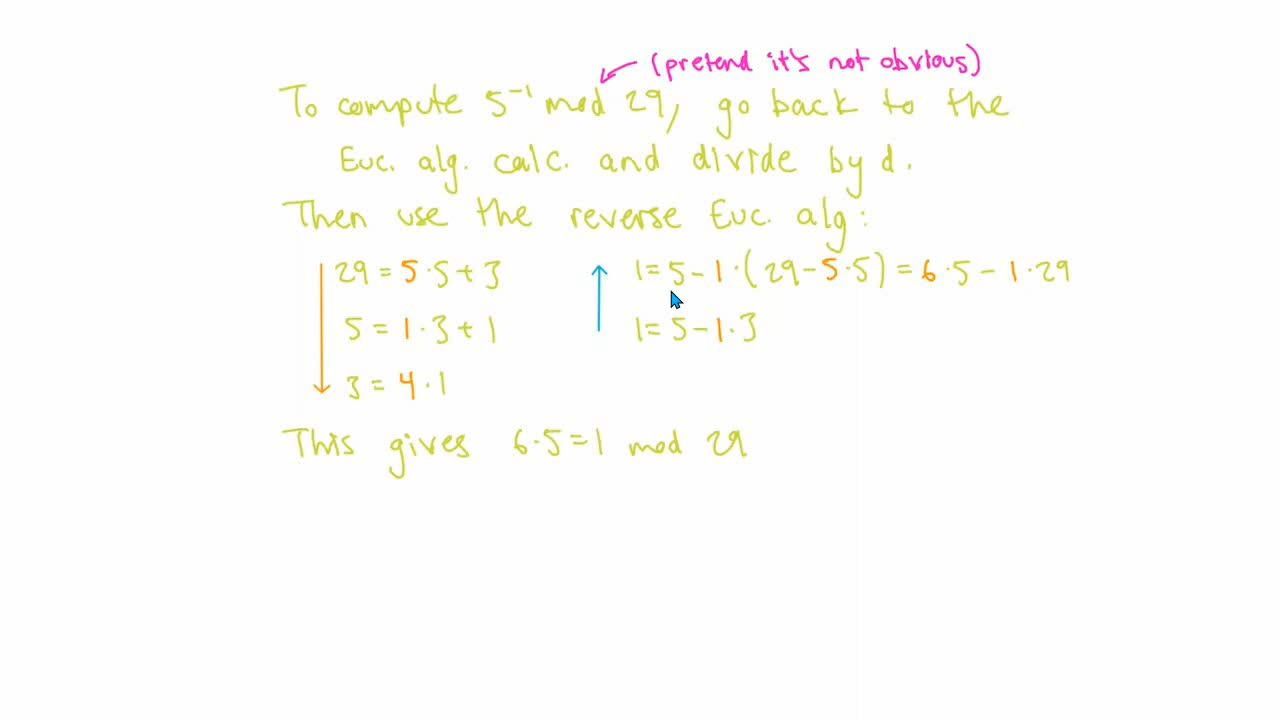 (pretend it's not obvious)
To compute 5⁻¹ mod 29, go back to the
Euc. alg. calc. and divide by d.
Then use the reverse Euc. alg:
29 = 5·5+3 1=5-1·(29-5·5)=6·5-1·29
5 = 1·3+1 1=5-1·3
3 = 4·1
This gives 6·5=1 mod 29